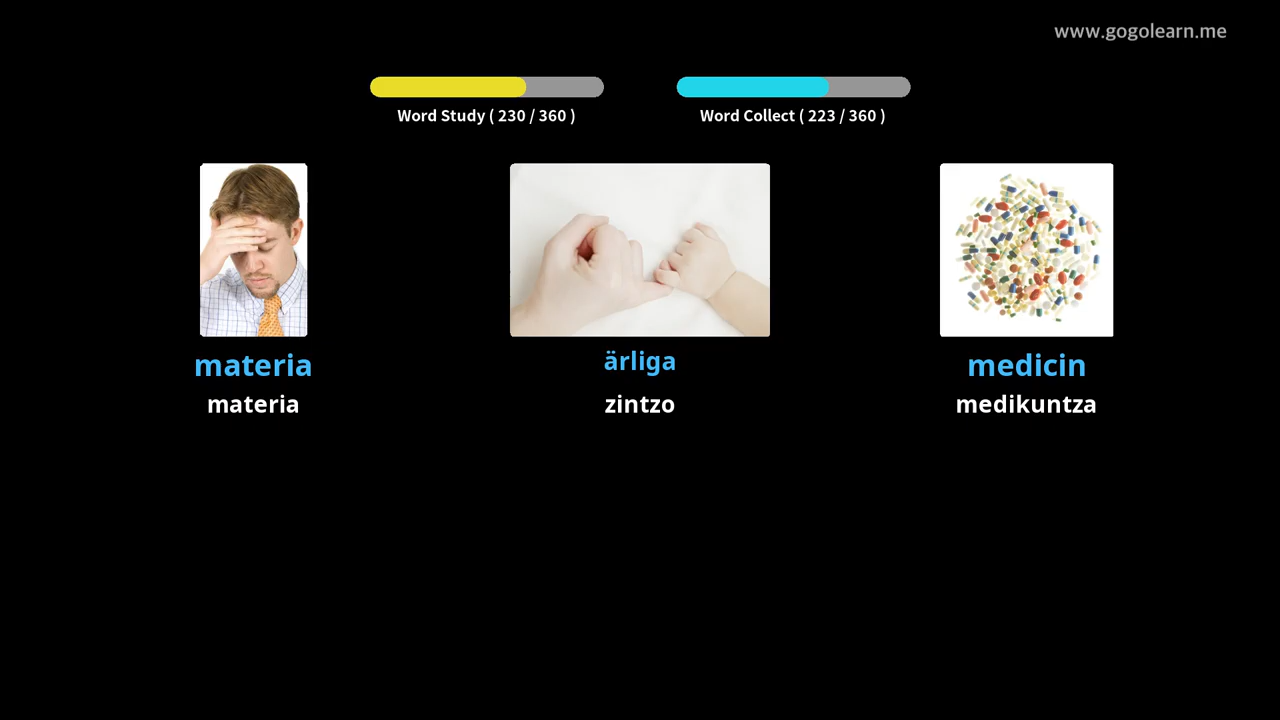 www.gogolearn.me
Word Study ( 230 / 360 )
Word Collect ( 223 / 360 )
materia
ärliga
medicin
materia
zintzo
medikuntza